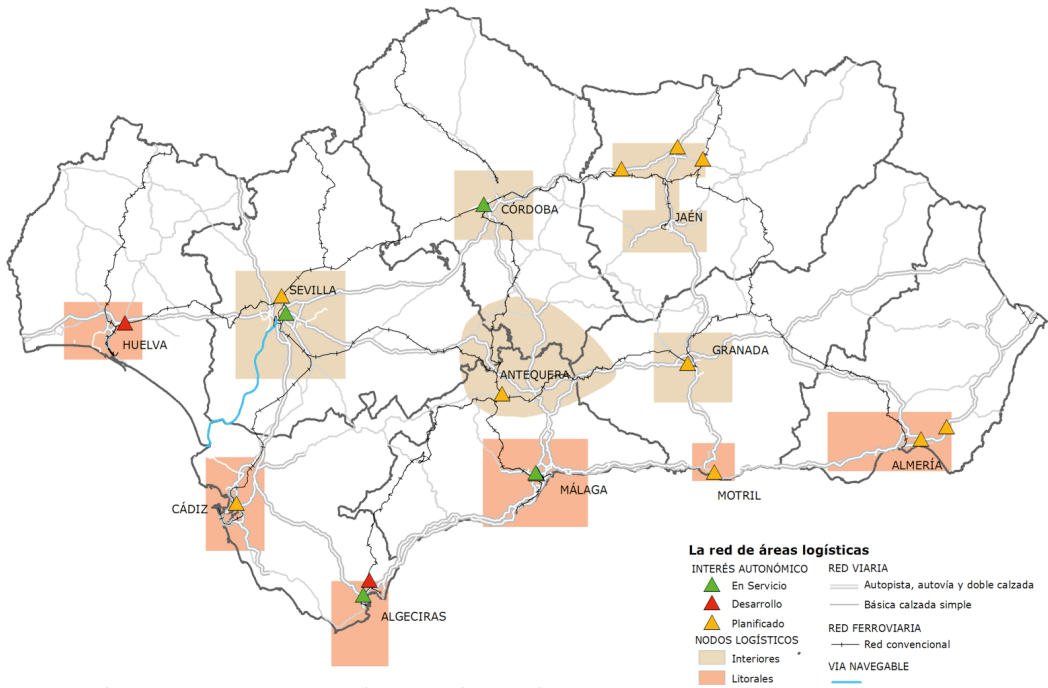 CÓRDOBA
JAÉN
SEVILLA
HUELVA
GRANADA
ANTEQUERA
ALMERÍA
MÁLAGA
MOTRIL
CÁDIZ
ALGECIRAS
La red de áreas logísticas
INTERÉS AUTONÓMICO
En Servicio
Desarrollo
Planificado
NODOS LOGÍSTICOS
Interiores
Litorales
RED VIARIA
Autopista, autovía y doble calzada
Básica calzada simple
RED FERROVIARIA
Red convencional
VIA NAVEGABLE